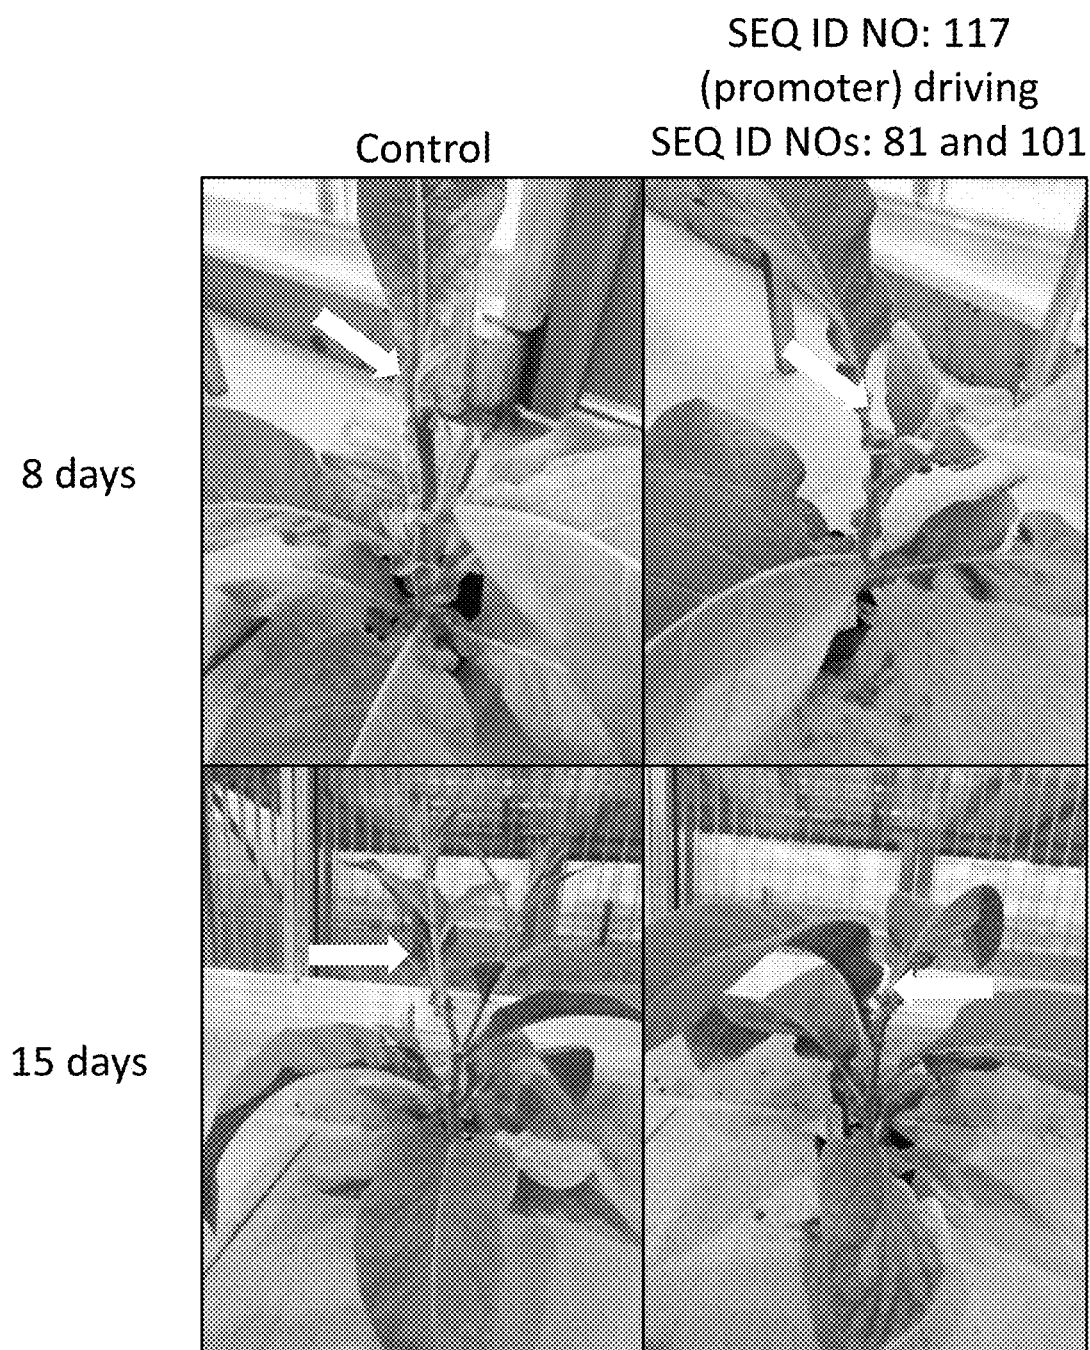 SEQ ID NO: 117
(promoter) driving
Control
SEQ ID NOs: 81 and 101
8 days
15 days